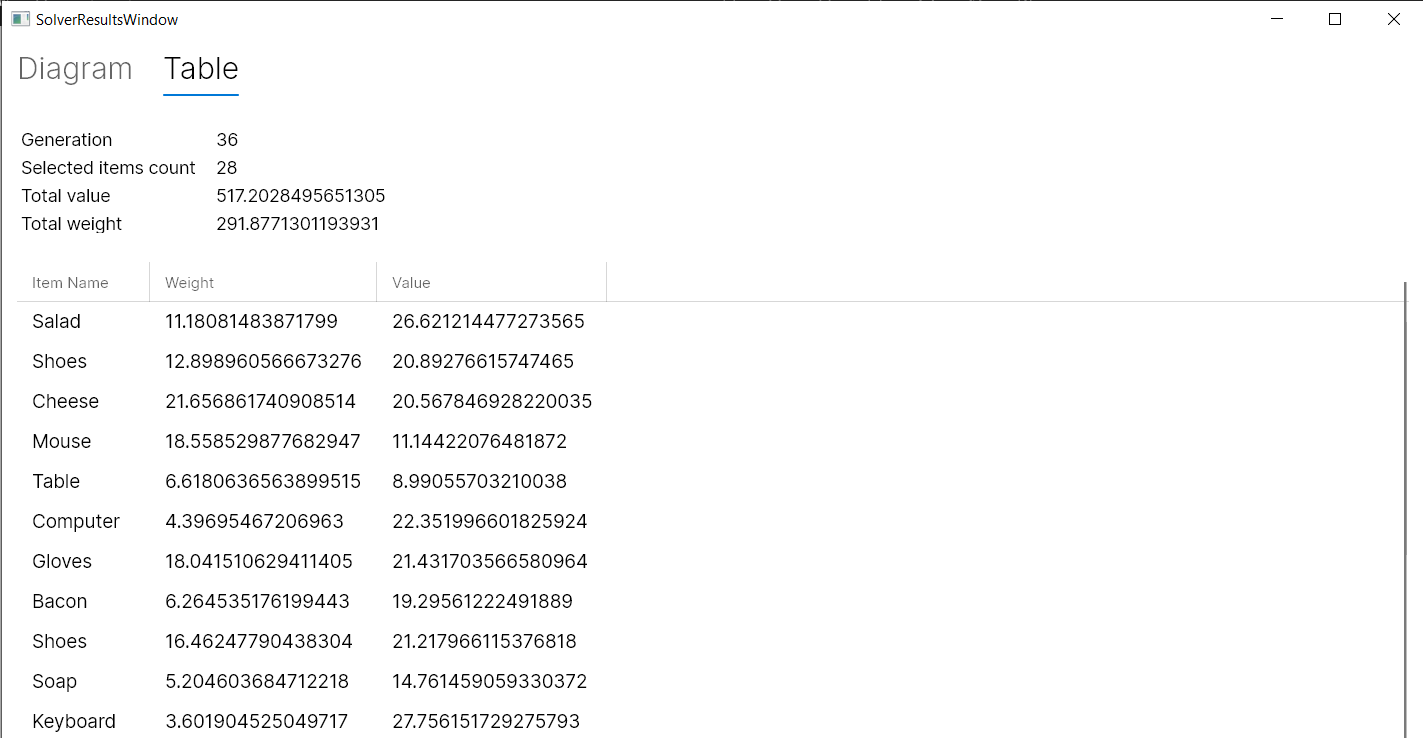 SolverResultsWindow
Diagram Table
Generation 36
Selected items count 28
Total value 517.2028495651305
Total weight 291.8771301193931
Item Name Weight Value
Salad 11.18081483871799 26.621214477273565
Shoes 12.898960566673276 20.89276615747465
Cheese 21.656861740908514 20.567846928220035
Mouse 18.558529877682947 11.14422076481872
Table 6.6180636563899515 8.99055703210038
Computer 4.39695467206963 22.351996601825924
Gloves 18.041510629411405 21.431703566580964
Bacon 6.264535176199443 19.29561222491889
Shoes 16.46247790438304 21.217966115376818
Soap 5.204603684712218 14.761459059330372
Keyboard 3.601904525049717 27.756151729275793